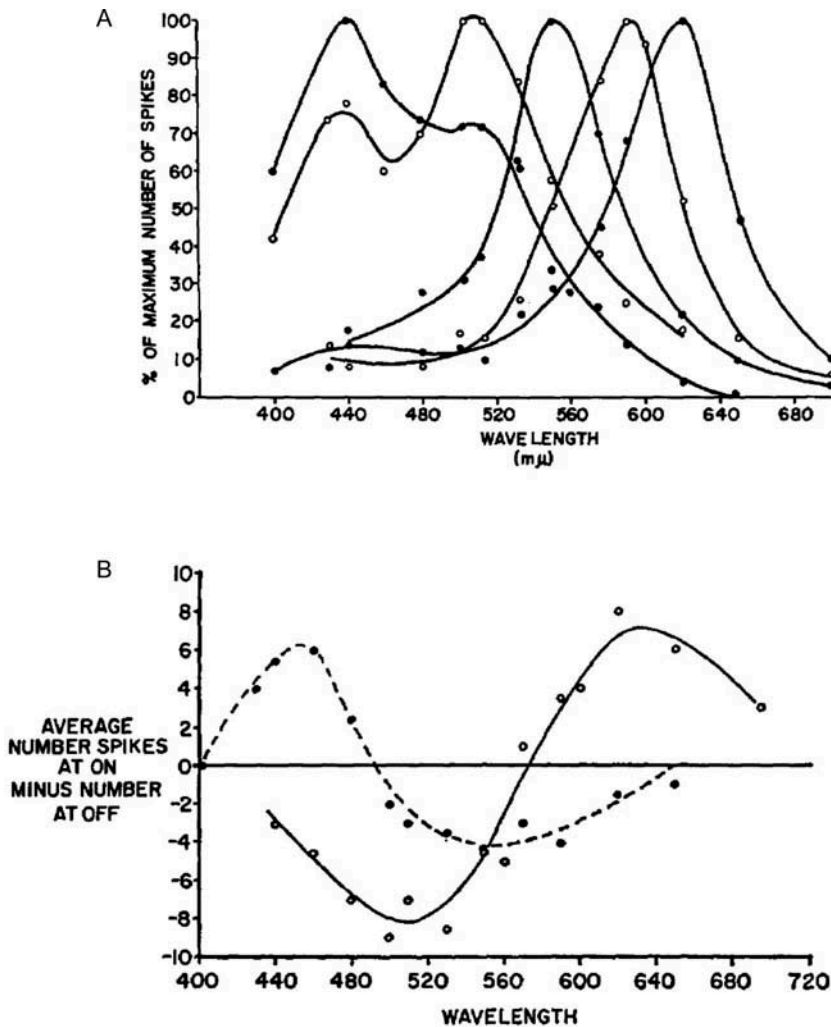 A
100
90
80
70
60
50
40
30
20
10
0
% OF MAXIMUM NUMBER OF SPIKES
400 440 480 520 560 600 640 680
WAVE LENGTH
(mμ)
B
10
8
6
4
2
0
-2
-4
-6
-8
-10
AVERAGE
NUMBER SPIKES
AT ON
MINUS NUMBER
AT OFF
400 440 480 520 560 600 640 680 720
WAVELENGTH